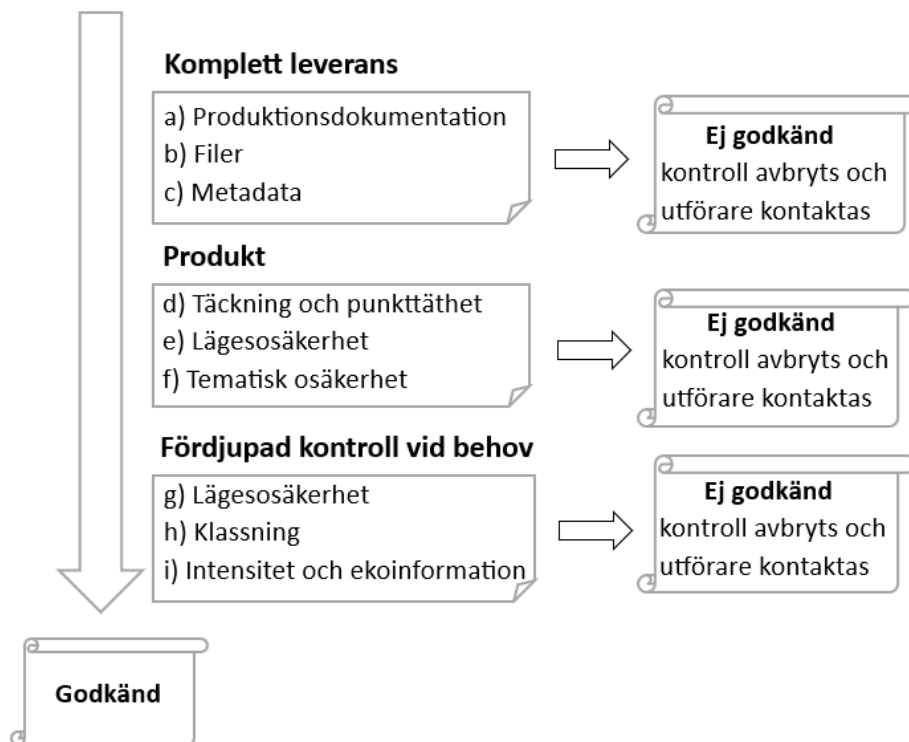 Komplett leverans
a) Produktionsdokumentation
b) Filer
c) Metadata
Ej godkänd
kontroll avbryts och
utförare kontaktas
Produkt
d) Täckning och punkttäthet
e) Lägesosäkerhet
f) Tematisk osäkerhet
Ej godkänd
kontroll avbryts och
utförare kontaktas
Fördjupad kontroll vid behov
g) Lägesosäkerhet
h) Klassning
i) Intensitet och ekoinformation
Ej godkänd
kontroll avbryts och
utförare kontaktas
Godkänd